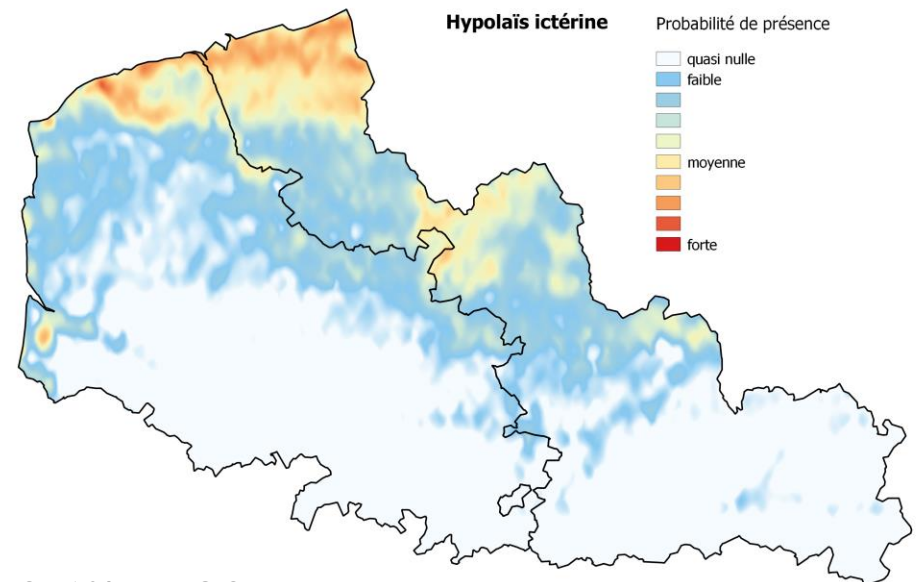 Hypolaïs ictérine
Probabilité de présence
quasi nulle
faible
moyenne
forte